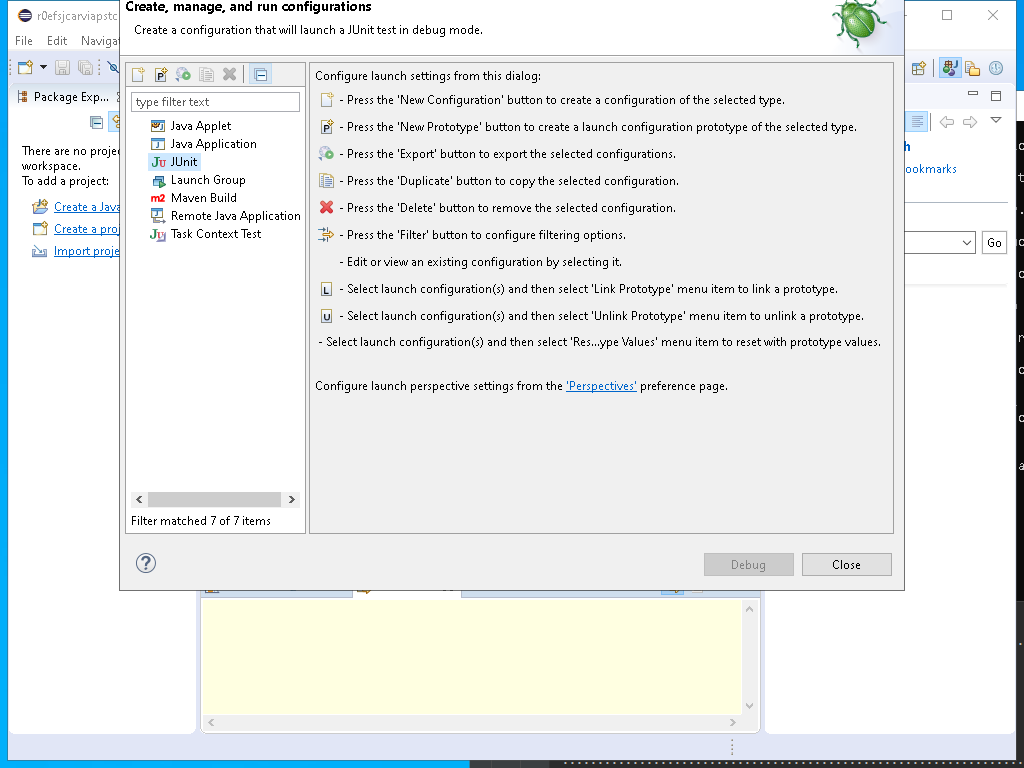 Create, manage, and run configurations
r0efsjcarviapstc
Create a configuration that will launch a JUnit test in debug mode.
File Edit Naviga
Package Exp...
type filter text
Configure launch settings from this dialog:
- Press the 'New Configuration' button to create a configuration of the selected type.
- Press the 'New Prototype' button to create a launch configuration prototype of the selected type.
- Press the 'Export' button to export the selected configurations.
- Press the 'Duplicate' button to copy the selected configuration.
- Press the 'Delete' button to remove the selected configuration.
- Press the 'Filter' button to configure filtering options.
- Edit or view an existing configuration by selecting it.
L - Select launch configuration(s) and then select 'Link Prototype' menu item to link a prototype.
U - Select launch configuration(s) and then select 'Unlink Prototype' menu item to unlink a prototype.
- Select launch configuration(s) and then select 'Res...ype Values' menu item to reset with prototype values.
Configure launch perspective settings from the 'Perspectives' preference page.
Java Applet
Java Application
Ju JUnit
Launch Group
m2 Maven Build
Remote Java Application
Task Context Test
There are no proje
workspace.
To add a project:
Create a Java
Create a proj
Import proje
Filter matched 7 of 7 items
ookmarks
Go
? Debug Close